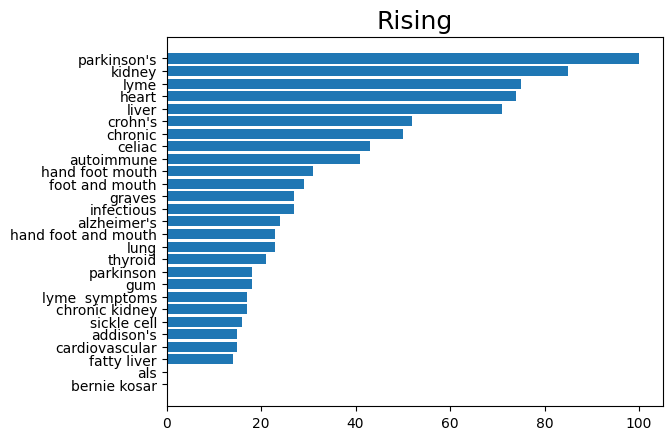 Rising
parkinson's
kidney
lyme
heart
liver
crohn's
chronic
celiac
autoimmune
hand foot mouth
foot and mouth
graves
infectious
alzheimer's
hand foot and mouth
lung
thyroid
parkinson
gum
lyme  symptoms
chronic kidney
sickle cell
addison's
cardiovascular
fatty liver
als
bernie kosar
0 20 40 60 80 100